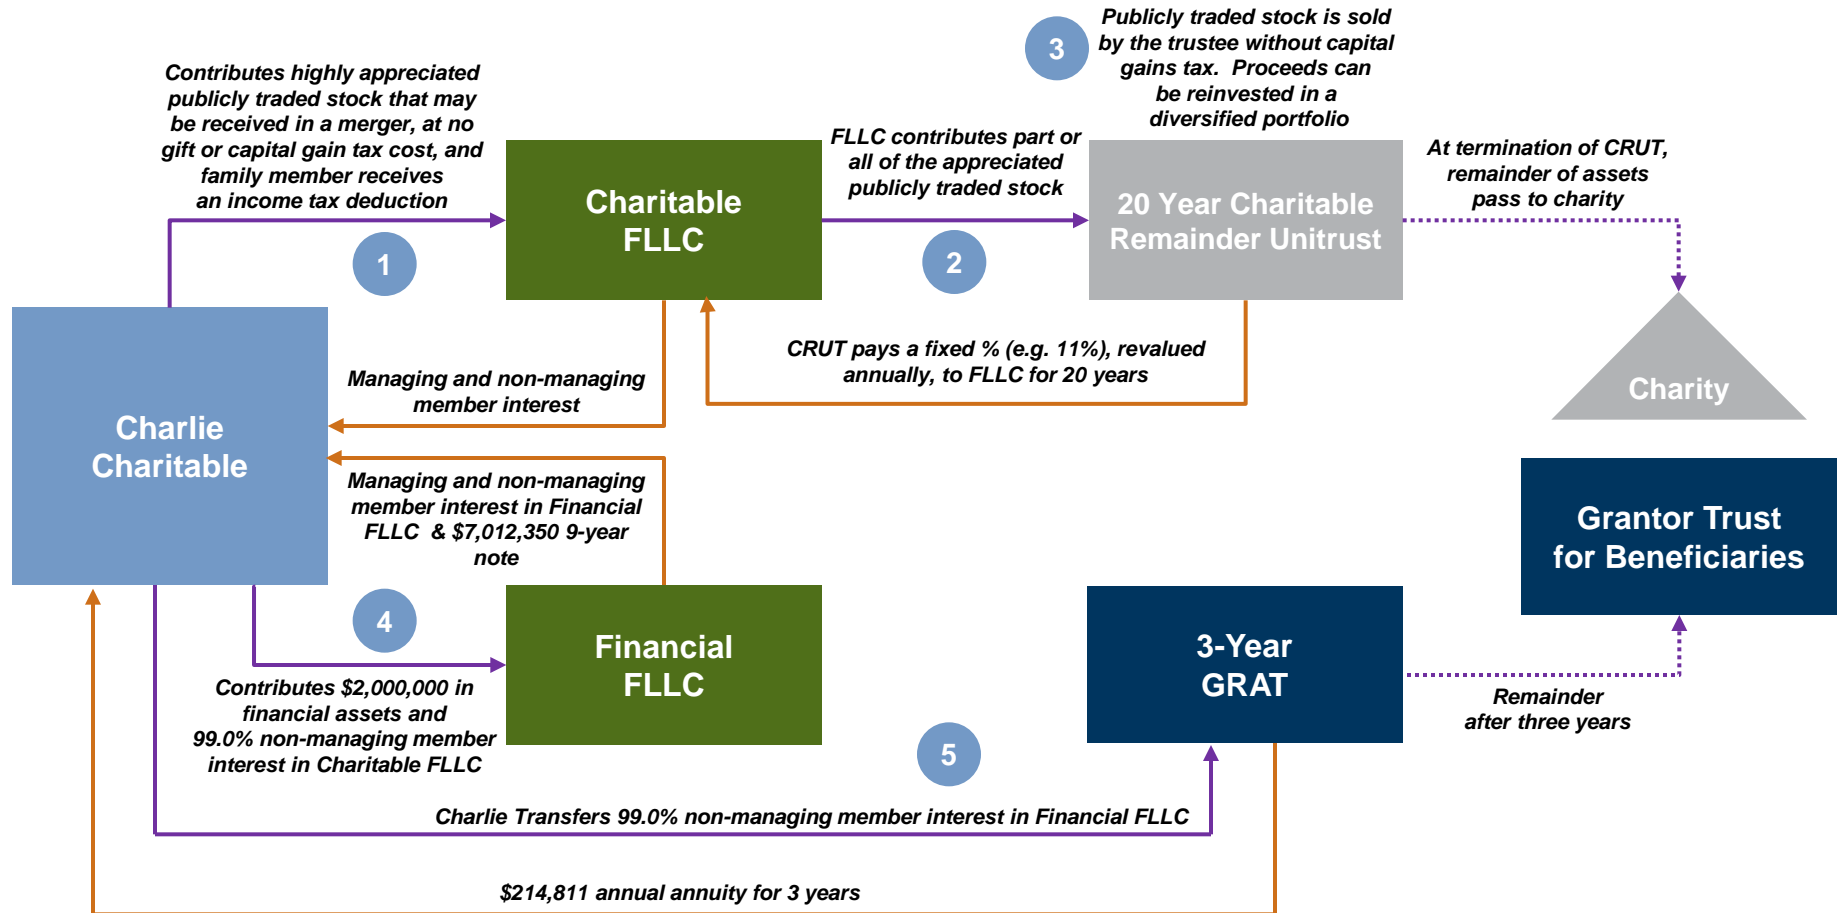 Contributes highly appreciated
publicly traded stock that may
be received in a merger, at no
gift or capital gain tax cost, and
family member receives
an income tax deduction
1
Charitable
FLLC
FLLC contributes part or
all of the appreciated
publicly traded stock
2
3
Publicly traded stock is sold
by the trustee without capital
gains tax.  Proceeds can
be reinvested in a
diversified portfolio
20 Year Charitable
Remainder Unitrust
At termination of CRUT,
remainder of assets
pass to charity
Charity
CRUT pays a fixed % (e.g. 11%), revalued
annually, to FLLC for 20 years
Managing and non-managing
member interest
Charlie
Charitable
Managing and non-managing
member interest in Financial
FLLC  & $7,012,350 9-year
note
4
Contributes $2,000,000 in
financial assets and
99.0% non-managing member
interest in Charitable FLLC
Financial
FLLC
5
Charlie Transfers 99.0% non-managing member interest in Financial FLLC
3-Year
GRAT
Remainder
after three years
Grantor Trust
for Beneficiaries
$214,811 annual annuity for 3 years